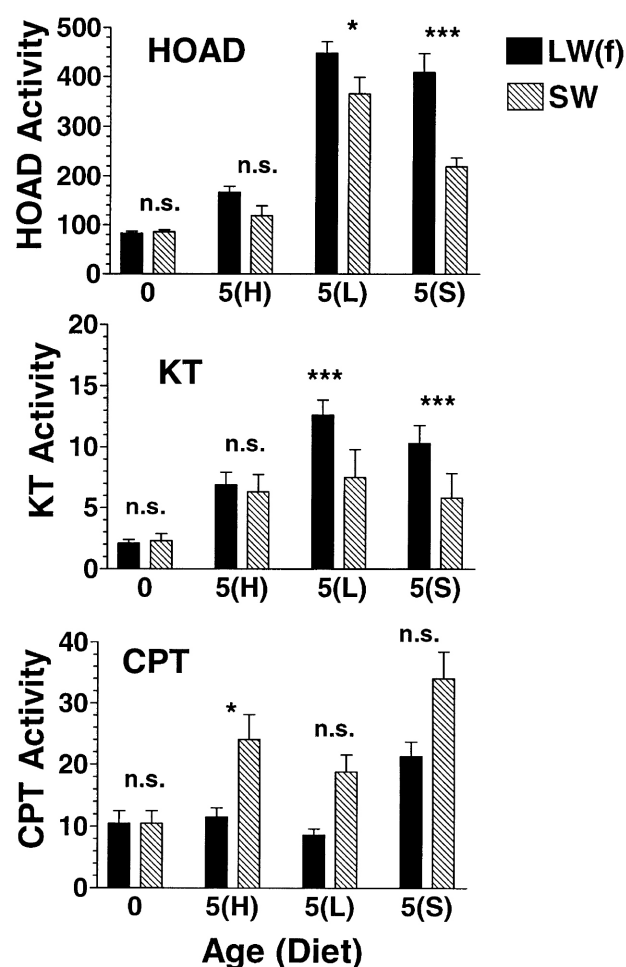 HOAD
LW(f)
SW
HOAD Activity
500
400
300
200
100
0
n.s.
n.s.
*
***
0 5(H) 5(L) 5(S)
KT
KT Activity
20
15
10
5
0
n.s.
n.s.
***
***
0 5(H) 5(L) 5(S)
CPT
CPT Activity
40
30
20
10
0
n.s.
*
n.s.
n.s.
0 5(H) 5(L) 5(S)
Age (Diet)